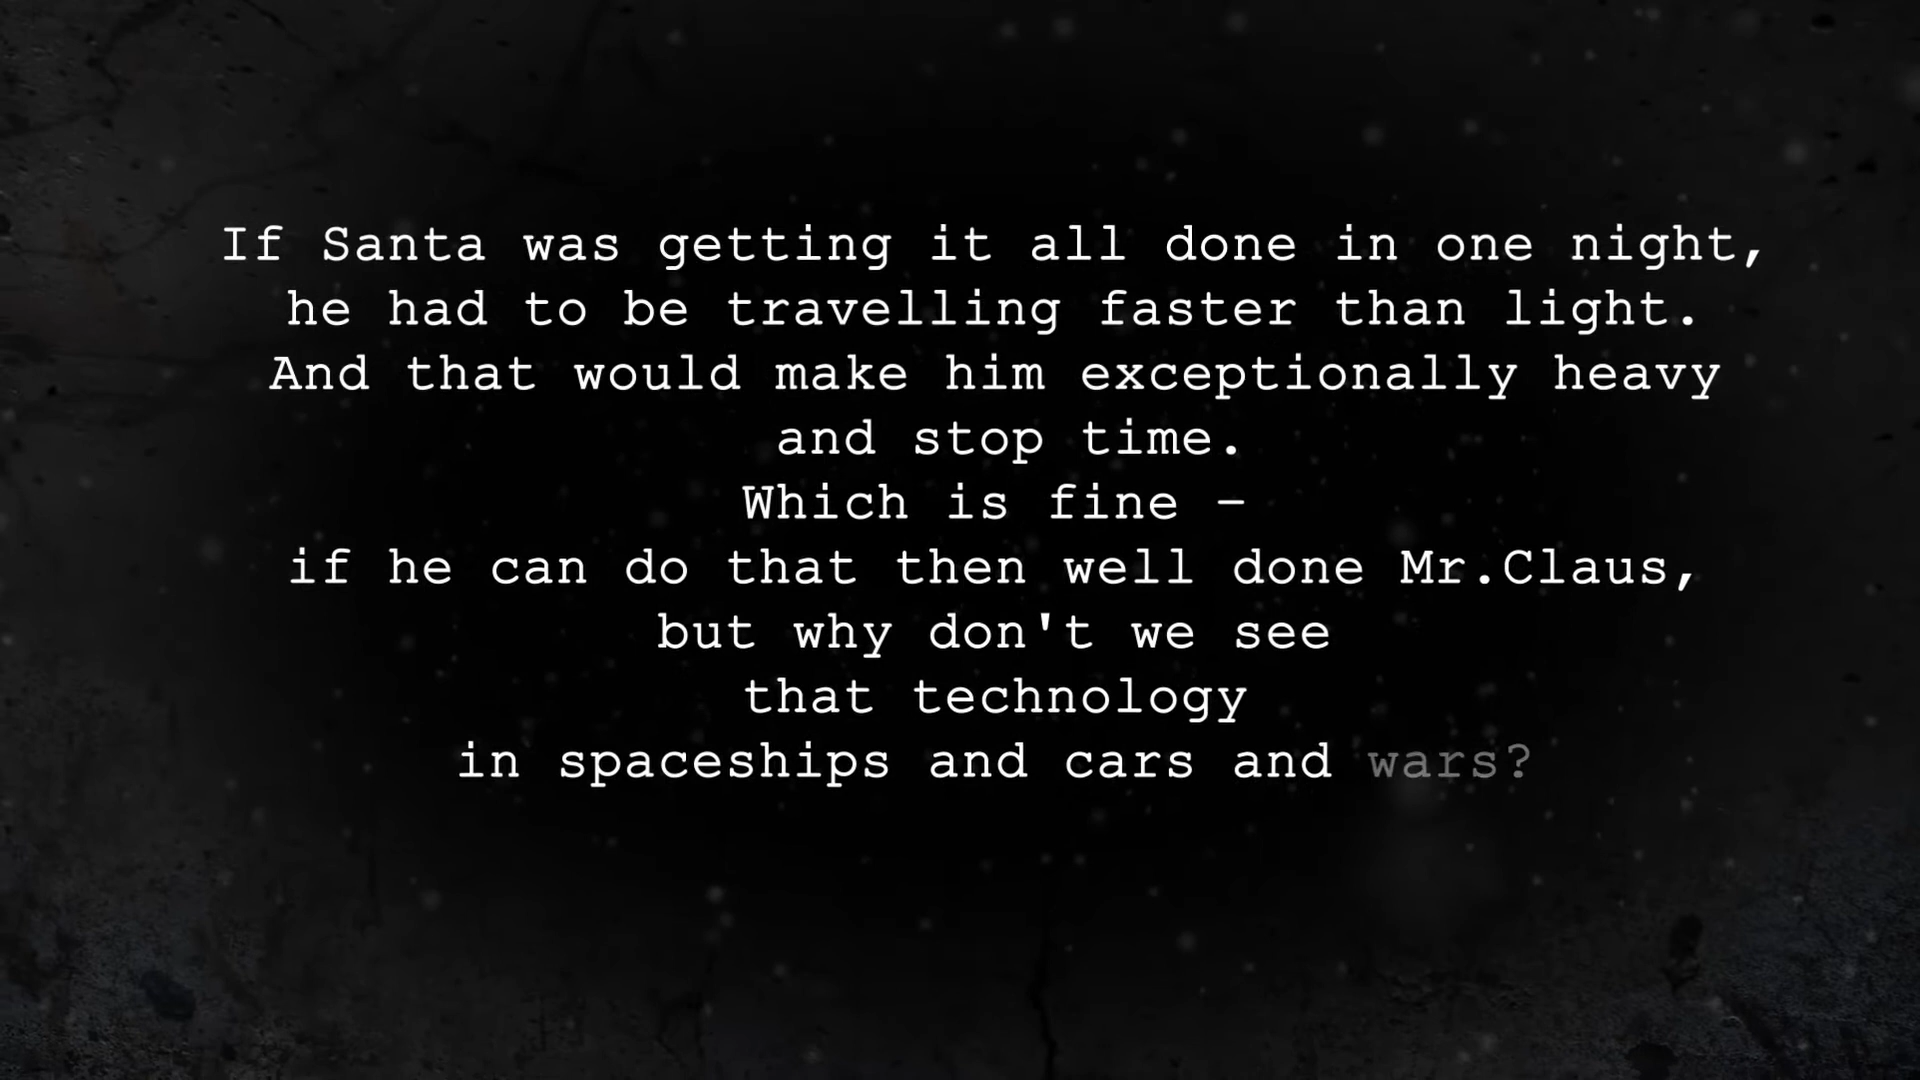 If Santa was getting it all done in one night,
he had to be travelling faster than light.
And that would make him exceptionally heavy
and stop time.
Which is fine –
if he can do that then well done Mr.Claus,
but why don't we see
that technology
in spaceships and cars and wars?